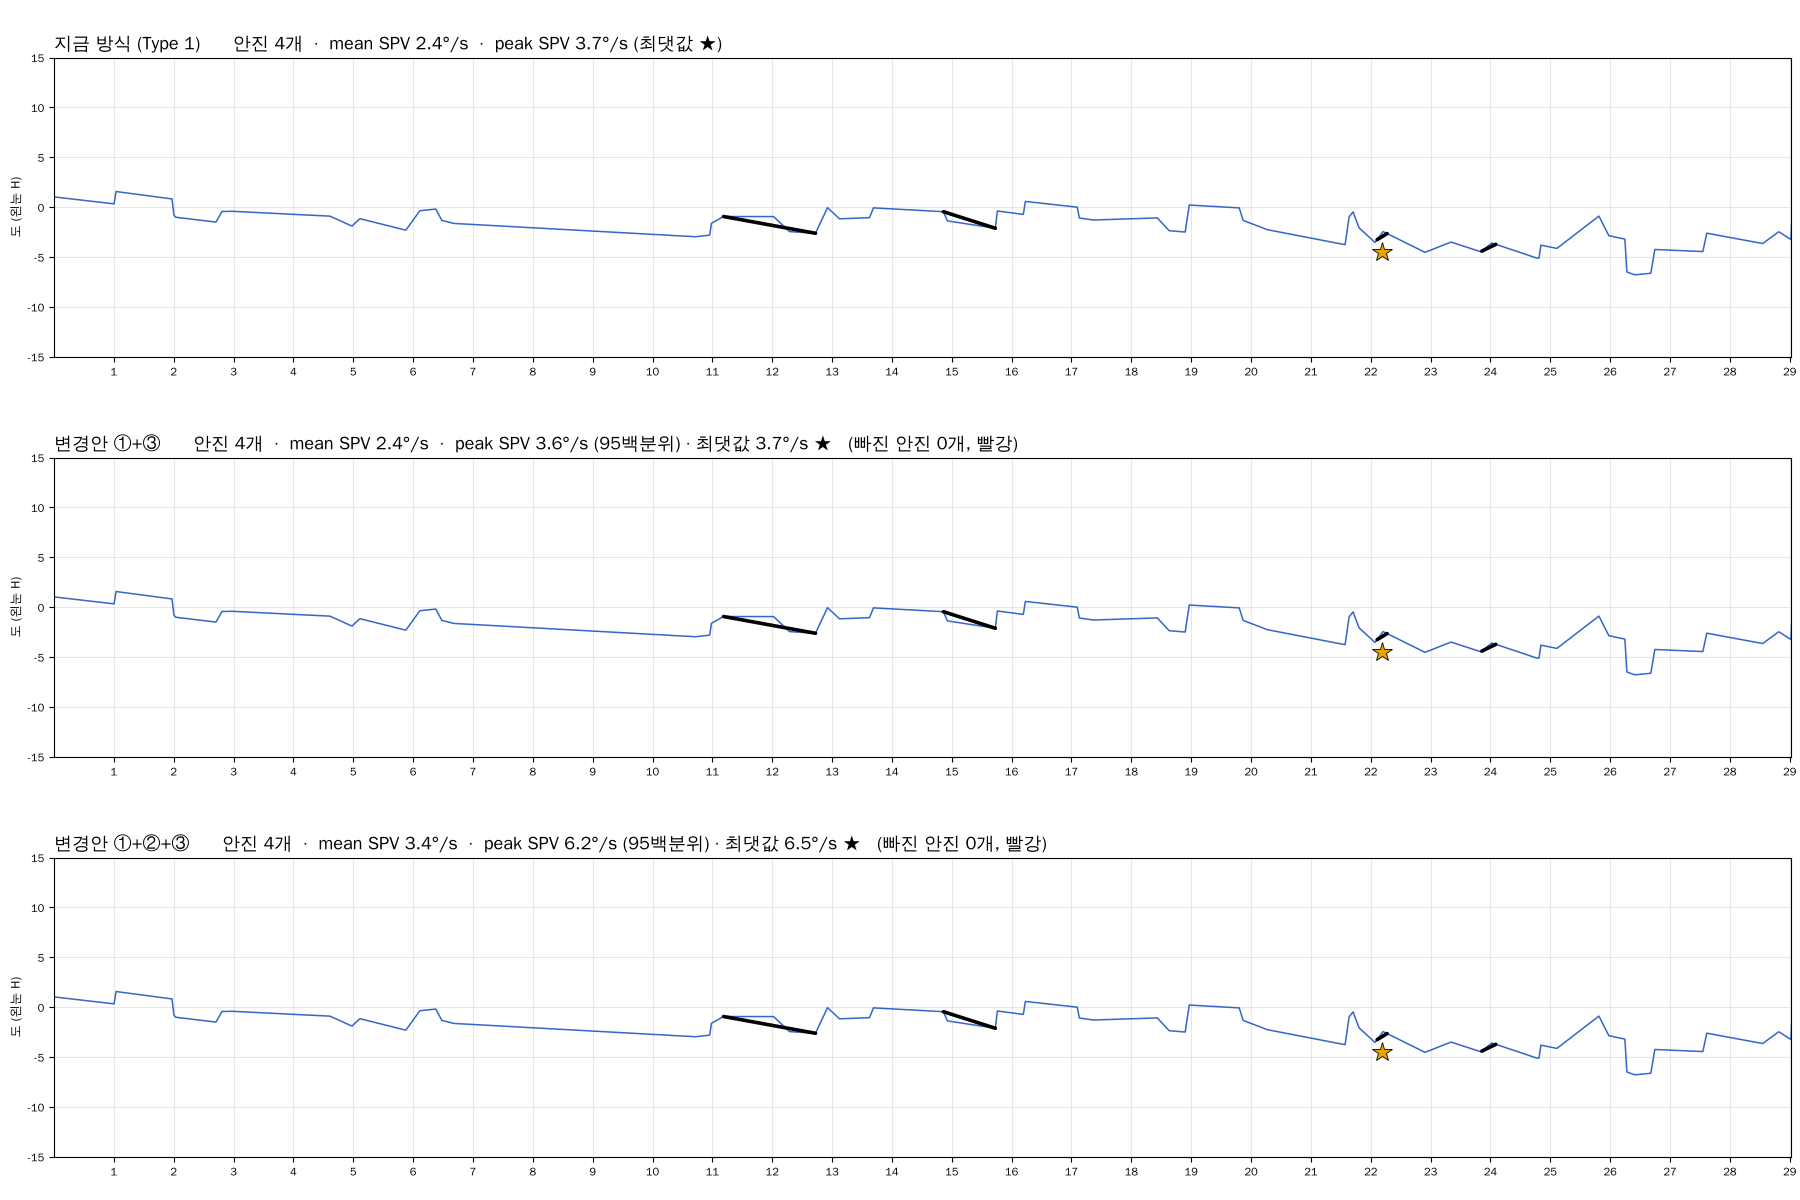 지금 방식 (Type 1) 안진 4개 · mean SPV 2.4°/s · peak SPV 3.7°/s (최댓값 ★)
15
10
5
0
-5
-10
-15
도 (왼눈 H)
1 2 3 4 5 6 7 8 9 10 11 12 13 14 15 16 17 18 19 20 21 22 23 24 25 26 27 28 29
변경안 ①+③ 안진 4개 · mean SPV 2.4°/s · peak SPV 3.6°/s (95백분위) · 최댓값 3.7°/s ★ (빠진 안진 0개, 빨강)
15
10
5
0
-5
-10
-15
도 (왼눈 H)
1 2 3 4 5 6 7 8 9 10 11 12 13 14 15 16 17 18 19 20 21 22 23 24 25 26 27 28 29
변경안 ①+②+③ 안진 4개 · mean SPV 3.4°/s · peak SPV 6.2°/s (95백분위) · 최댓값 6.5°/s ★ (빠진 안진 0개, 빨강)
15
10
5
0
-5
-10
-15
도 (왼눈 H)
1 2 3 4 5 6 7 8 9 10 11 12 13 14 15 16 17 18 19 20 21 22 23 24 25 26 27 28 29